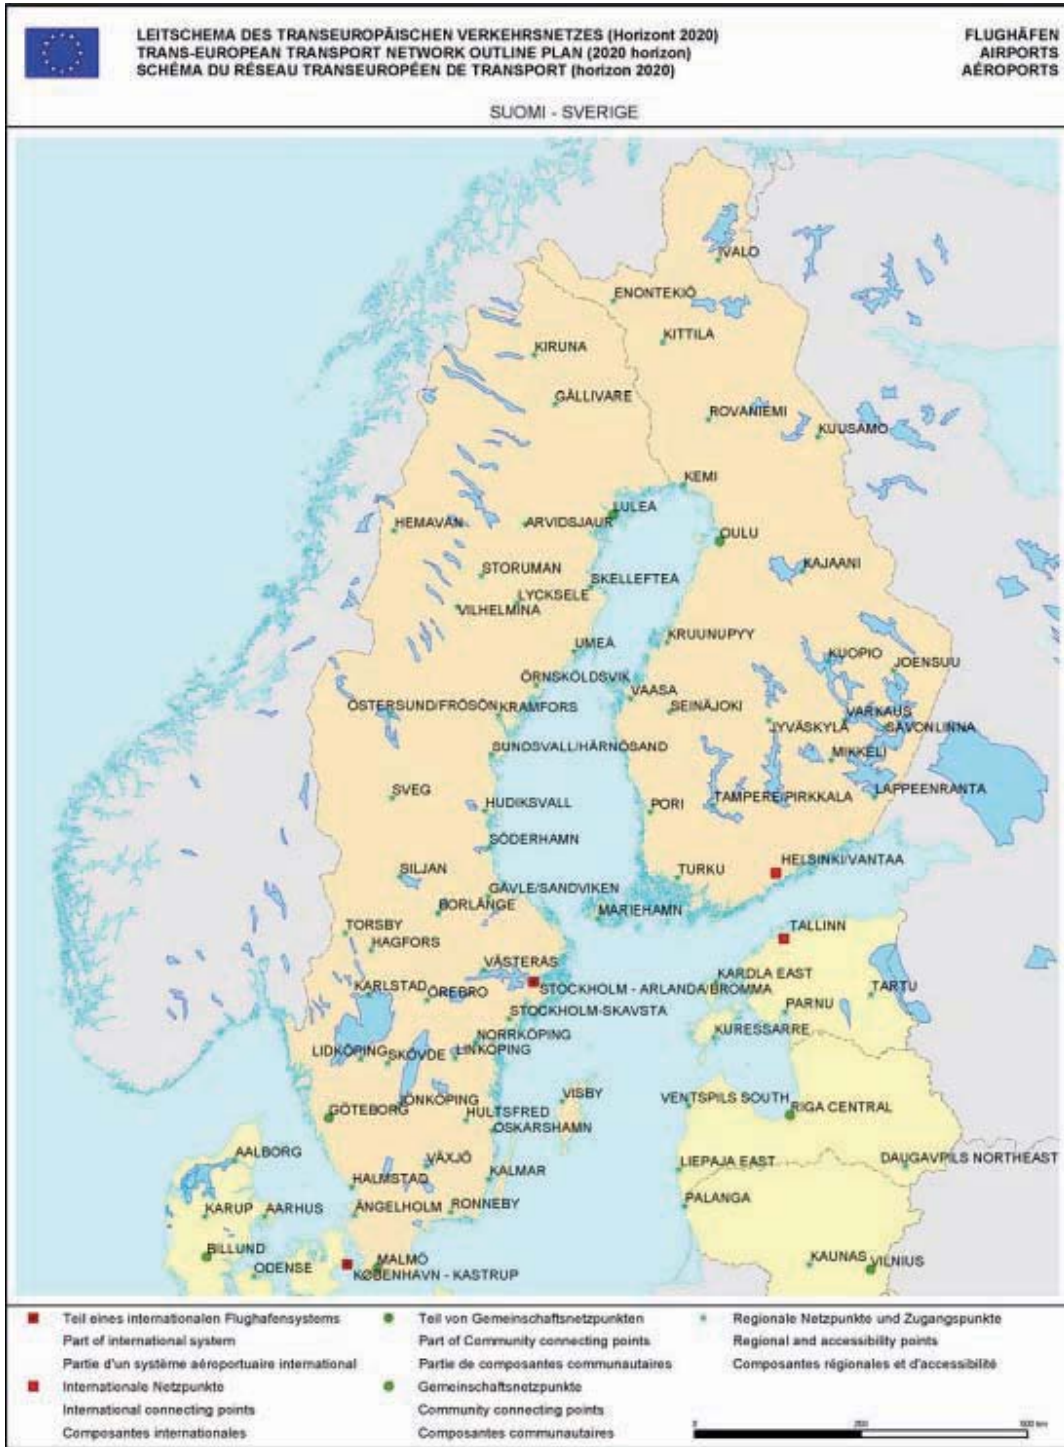 LEITSCHEMA DES TRANSEUROPÄISCHEN VERKEHRSNETZES (Horizont 2020)
TRANS-EUROPEAN TRANSPORT NETWORK OUTLINE PLAN (2020 horizon)
SCHÉMA DU RÉSEAU TRANSEUROPÉEN DE TRANSPORT (horizon 2020)
FLUGHÄFEN
AIRPORTS
AÉROPORTS
SUOMI - SVERIGE
IVALO
ENONTEKIÖ
KITTILA
KIRUNA
GÄLLIVARE
ROVANIEMI
KUUSAMO
KEMI
LULEA
HEMAVAN
ARVIDSJAUR
OULU
KAJAANI
STORUMAN
SKELLEFTEA
LYCKSELE
VILHELMINA
KRUUNUPYY
UMEÅ
KUOPIO
JOENSUU
ÖRNSKÖLDSVIK
VAASA
ÖSTERSUND/FRÖSÖN
KRAMFORS
SEINÄJOKI
VARKAUS
JYVÄSKYLÄ
SAVONLINNA
SUNOSVALL/HÄRNÖSAND
MIKKELI
SVEG
LAPPEENRANTA
HUDIKSVALL
PORI
TAMPERE/PIRKKALA
SÖDERHAMN
SILJAN
TURKU
HELSINKI/VANTAA
GÄVLE/SANDVIKEN
BORLÄNGE
MARIEHAMN
TORSBY
TALLINN
HAGFORS
VÄSTERÅS
KARDLA EAST
KARLSTAD
ÖREBRO
STOCKHOLM - ARLANDA/BROMMA
TARTU
STOCKHOLM-SKAVSTA
PARNU
NORRKÖPING
KURESSARRE
LIDKÖPING
SKÖVDE
LINKÖPING
JÖNKÖPING
VISBY
VENTSPILS SOUTH
GÖTEBORG
HULTSFRED
RIGA CENTRAL
OSKARSHAMN
AALBORG
VÄXJÖ
LIEPAJA EAST
DAUGAVPILS NORTHEAST
HALMSTAD
KALMAR
KARUP
AARHUS
ÄNGELHOLM
RONNEBY
PALANGA
BILLUND
MALMÖ
KAUNAS
VILNIUS
ODENSE
KØBENHAVN - KASTRUP
Teil eines internationalen Flughafensystems
Part of international system
Partie d'un système aéroportuaire international
Internationale Netzpunkte
International connecting points
Composantes internationales
Teil von Gemeinschaftsnetzpunkten
Part of Community connecting points
Partie de composantes communautaires
Gemeinschaftsnetzpunkte
Community connecting points
Composantes communautaires
Regionale Netzpunkte und Zugangspunkte
Regional and accessibility points
Composantes régionales et d'accessibilité
0 250 500 km